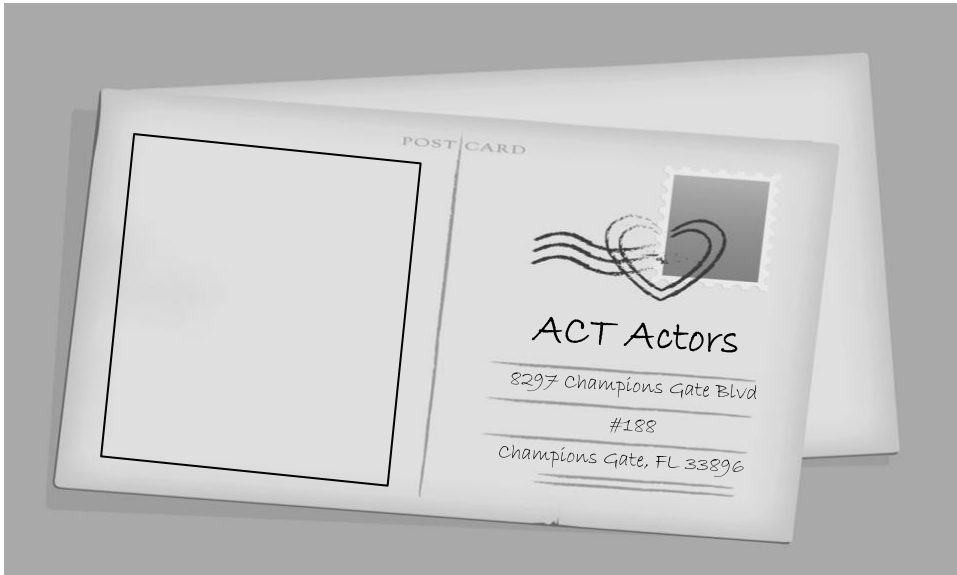 POST CARD
ACT Actors
8297 Champions Gate Blvd
#188
Champions Gate, FL 33896